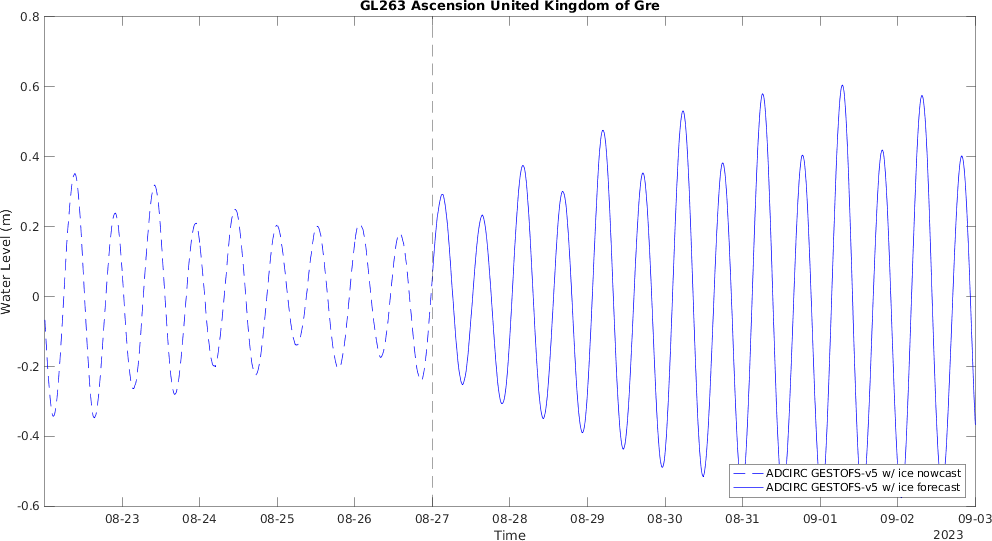 GL263 Ascension United Kingdom of Gre
0.8
0.6
0.4
0.2
0
-0.2
-0.4
-0.6
Water Level (m)
ADCIRC GESTOFS-v5 w/ ice nowcast
ADCIRC GESTOFS-v5 w/ ice forecast
08-23 08-24 08-25 08-26 08-27 08-28 08-29 08-30 08-31 09-01 09-02 09-03
Time
2023